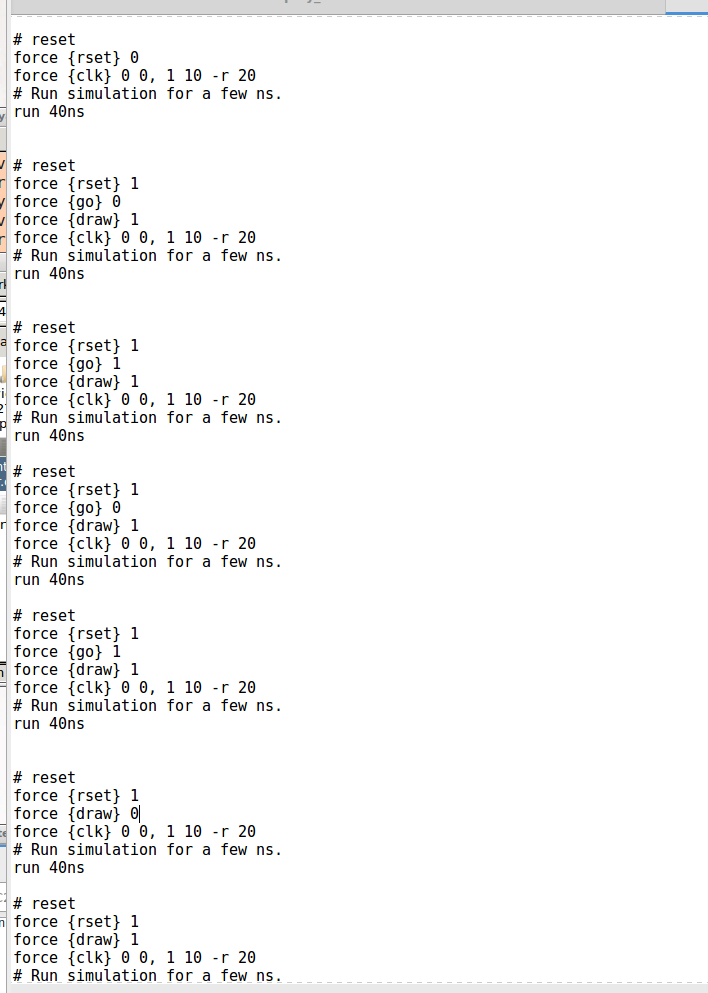 # reset
force {rset} 0
force {clk} 0 0, 1 10 -r 20
# Run simulation for a few ns.
run 40ns
# reset
force {rset} 1
force {go} 0
force {draw} 1
force {clk} 0 0, 1 10 -r 20
# Run simulation for a few ns.
run 40ns
# reset
force {rset} 1
force {go} 1
force {draw} 1
force {clk} 0 0, 1 10 -r 20
# Run simulation for a few ns.
run 40ns
# reset
force {rset} 1
force {go} 0
force {draw} 1
force {clk} 0 0, 1 10 -r 20
# Run simulation for a few ns.
run 40ns
# reset
force {rset} 1
force {go} 1
force {draw} 1
force {clk} 0 0, 1 10 -r 20
# Run simulation for a few ns.
run 40ns
# reset
force {rset} 1
force {draw} 0
force {clk} 0 0, 1 10 -r 20
# Run simulation for a few ns.
run 40ns
# reset
force {rset} 1
force {draw} 1
force {clk} 0 0, 1 10 -r 20
# Run simulation for a few ns.